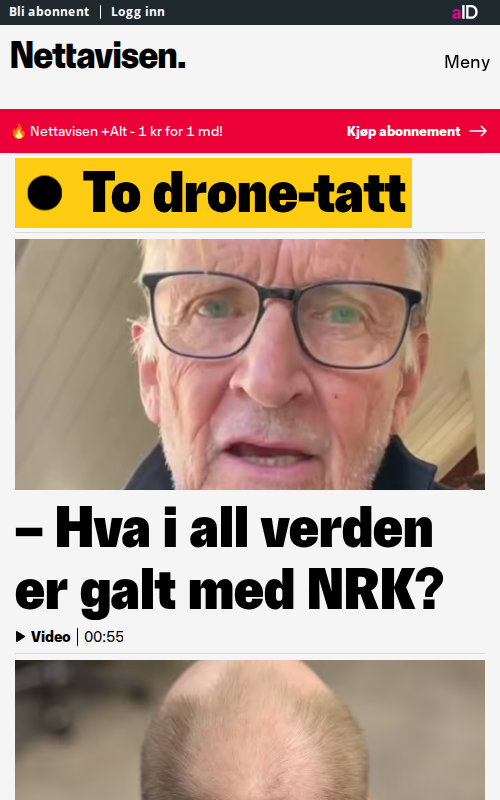 Bli abonnent | Logg inn
aID
Nettavisen.
Meny
🔥 Nettavisen +Alt - 1 kr for 1 md!
Kjøp abonnement →
● To drone-tatt
– Hva i all verden
er galt med NRK?
Video | 00:55